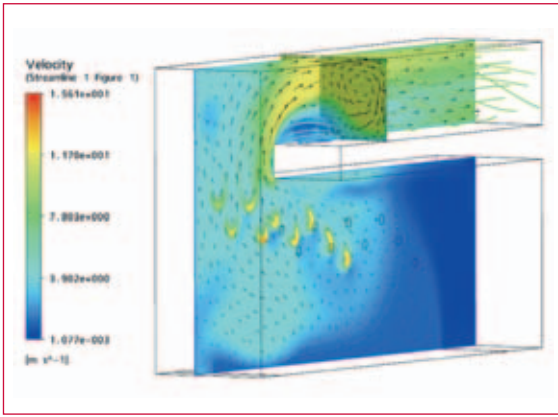 Velocity
(Streamline 1 Figure 1)
1.561e+001
1.170e+001
7.803e+000
3.902e+000
1.077e-003
[m s^-1]